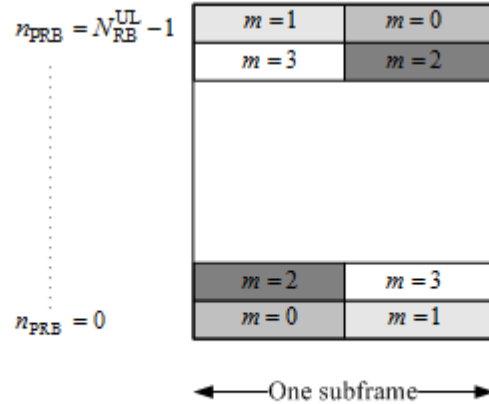 n_PRB = N_RB^UL − 1 m = 1 m = 0
m = 3 m = 2
m = 2 m = 3
n_PRB = 0 m = 0 m = 1
One subframe